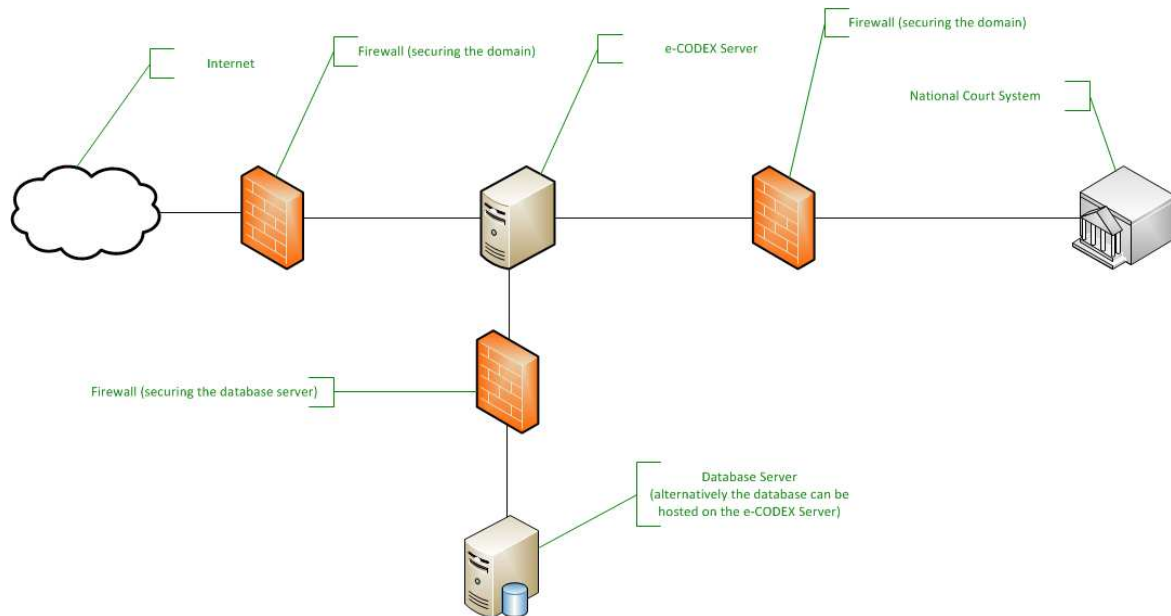 Internet
Firewall (securing the domain)
e-CODEX Server
Firewall (securing the domain)
National Court System
Firewall (securing the database server)
Database Server
(alternatively the database can be
hosted on the e-CODEX Server)